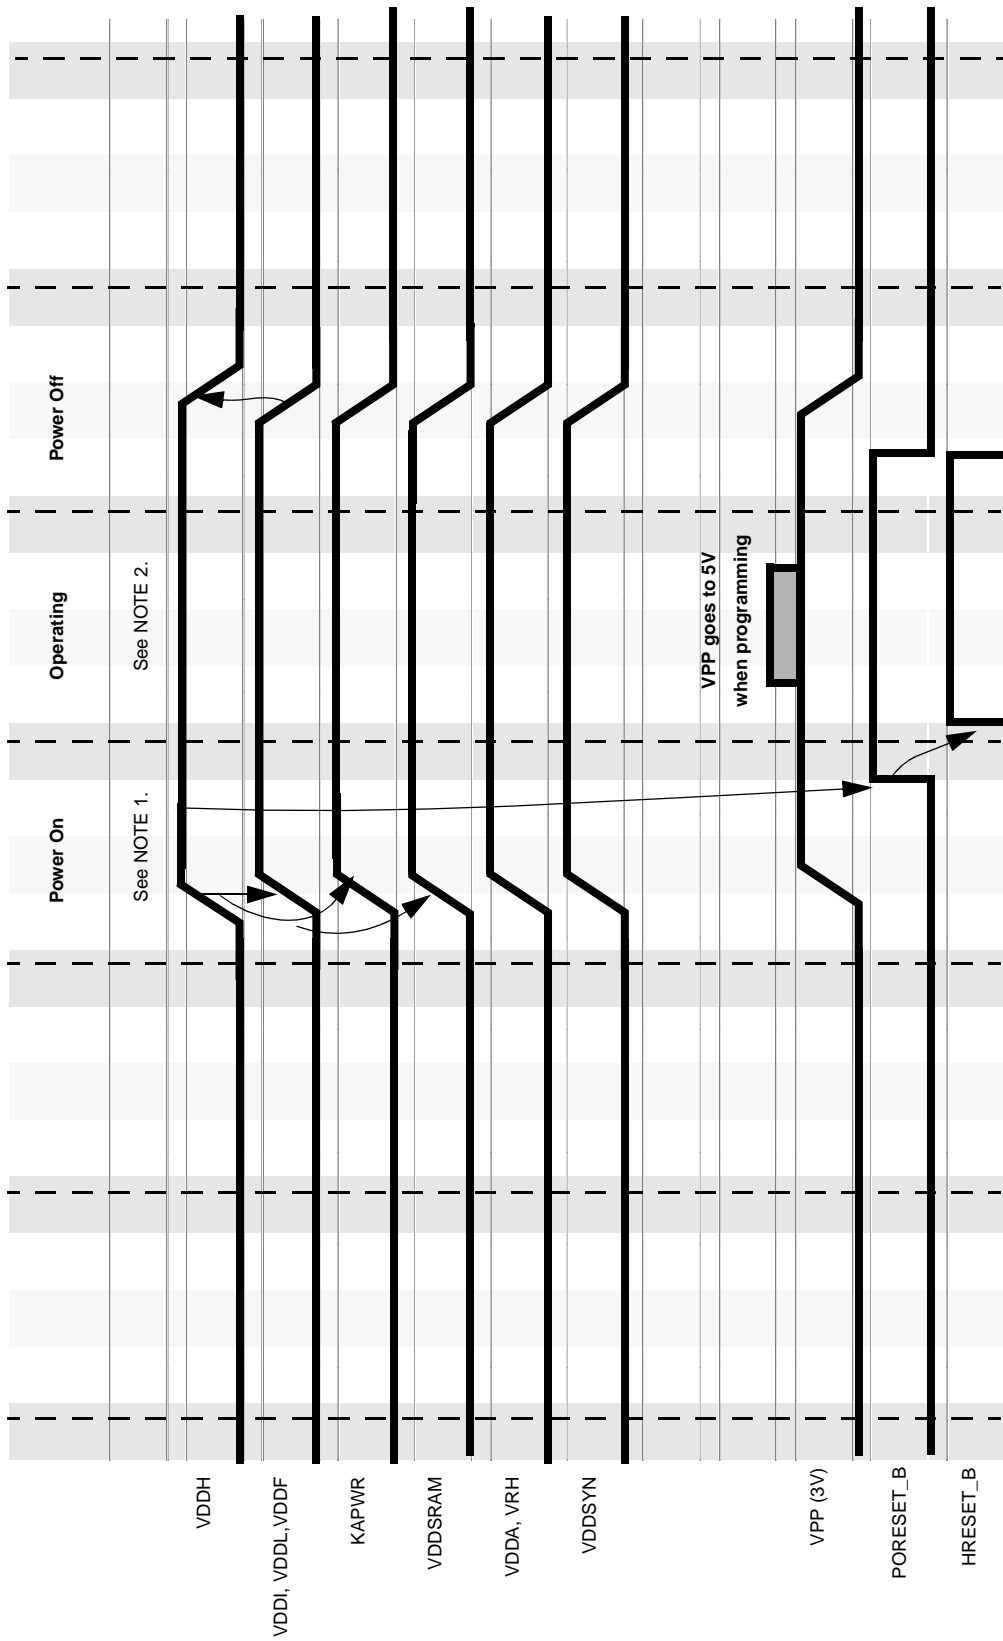 Power On
Operating
Power Off
See NOTE 1.
See NOTE 2.
VDDH
VDDI, VDDL,VDDF
KAPWR
VDDSRAM
VDDA, VRH
VDDSYN
VPP goes to 5V
when programming
VPP (3V)
PORESET_B
HRESET_B